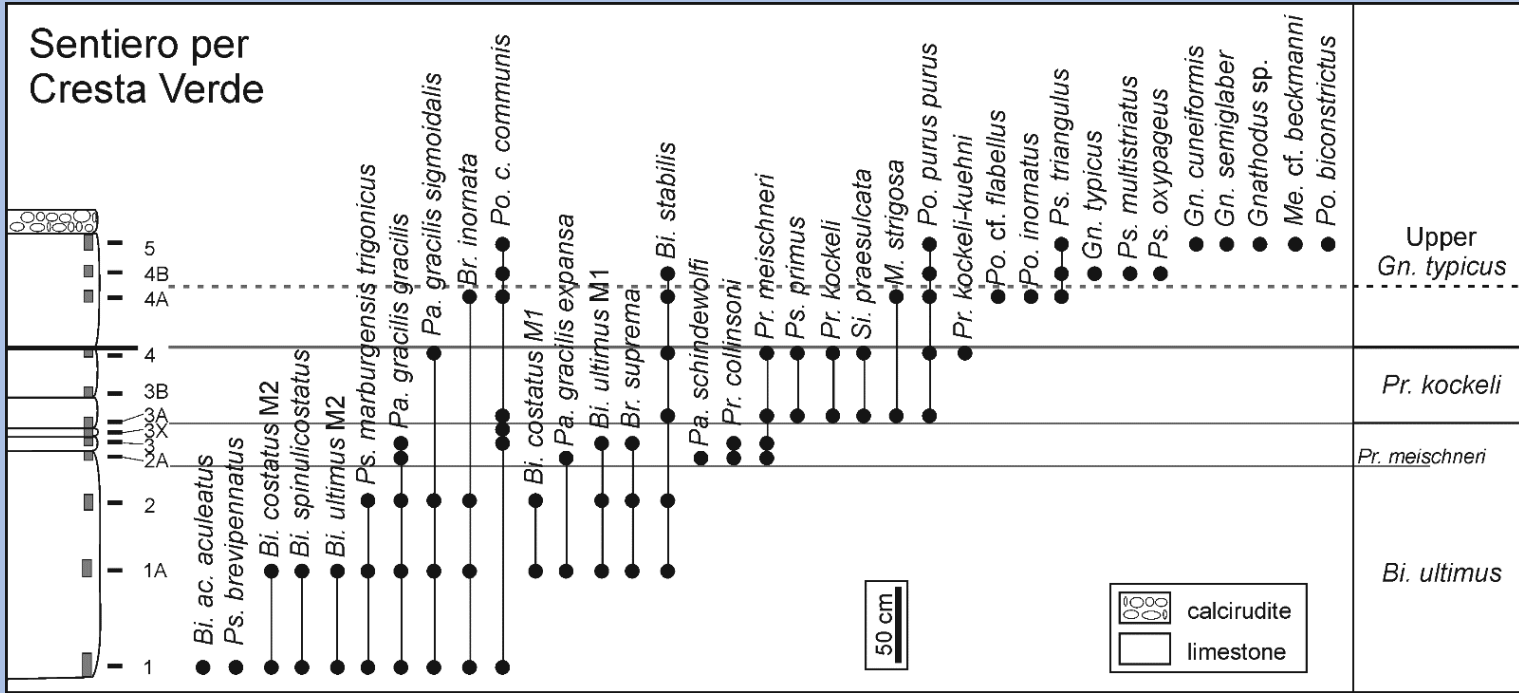 Sentiero per
Cresta Verde
5
4B
4A
4
3B
3A
3X
3
2A
2
1A
1
Bi. ac. aculeatus
Ps. brevipennatus
Bi. costatus M2
Bi. spinulicostatus
Bi. ultimus M2
Ps. marburgensis trigonicus
Pa. gracilis gracilis
Pa. gracilis sigmoidalis
Br. inornata
Po. c. communis
Bi. costatus M1
Pa. gracilis expansa
Bi. ultimus M1
Br. suprema
Bi. stabilis
Pa. schindewolfi
Pr. collinsoni
Pr. meischneri
Ps. primus
Pr. kockeli
Si. praesulcata
M. strigosa
Po. purus purus
Pr. kockeli-kuehni
Po. cf. flabellus
Po. inornatus
Ps. triangulus
Gn. typicus
Ps. multistriatus
Ps. oxypageus
Gn. cuneiformis
Gn. semiglaber
Gnathodus sp.
Me. cf. beckmanni
Po. biconstrictus
Upper
Gn. typicus
Pr. kockeli
Pr. meischneri
Bi. ultimus
50 cm
calcirudite
limestone